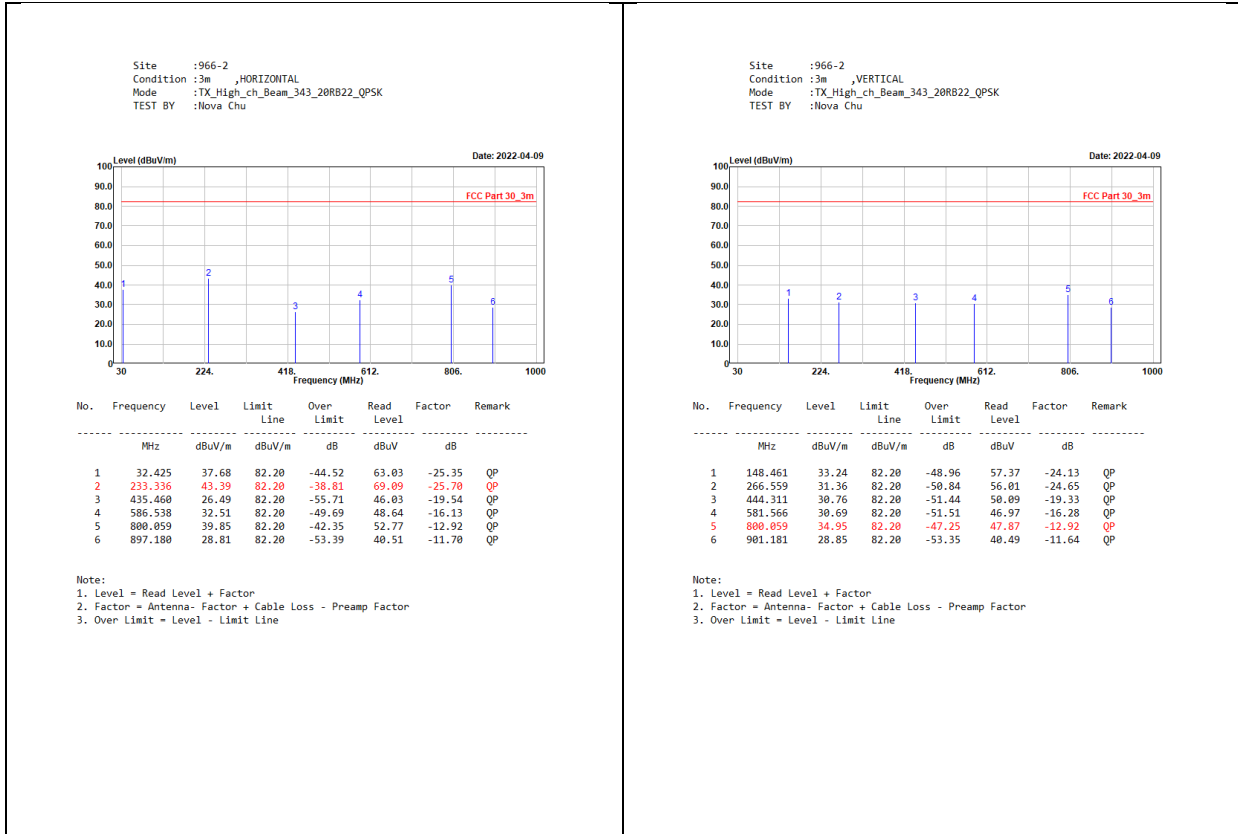 Site :966-2
Condition :3m ,HORIZONTAL
Mode :TX_High_ch_Beam_343_20RB22_QPSK
TEST BY :Nova Chu
Level (dBuV/m) Date: 2022-04-09
100
90.0
FCC Part 30_3m
80.0
70.0
60.0
50.0
2
5
40.0
1
4
30.0
3 6
20.0
10.0
0
30 224. 418. 612. 806. 1000
Frequency (MHz)
No. Frequency Level Limit Over Read Factor Remark
Line Limit Level
------ ----------- -------- --------- --------- -------- -------- ---------
MHz dBuV/m dBuV/m dB dBuV dB
1 32.425 37.68 82.20 -44.52 63.03 -25.35 QP
2 233.336 43.39 82.20 -38.81 69.09 -25.70 QP
3 435.460 26.49 82.20 -55.71 46.03 -19.54 QP
4 586.538 32.51 82.20 -49.69 48.64 -16.13 QP
5 800.059 39.85 82.20 -42.35 52.77 -12.92 QP
6 897.180 28.81 82.20 -53.39 40.51 -11.70 QP
Note:
1. Level = Read Level + Factor
2. Factor = Antenna- Factor + Cable Loss - Preamp Factor
3. Over Limit = Level - Limit Line
Site :966-2
Condition :3m ,VERTICAL
Mode :TX_High_ch_Beam_343_20RB22_QPSK
TEST BY :Nova Chu
Level (dBuV/m) Date: 2022-04-09
100
90.0
FCC Part 30_3m
80.0
70.0
60.0
50.0
40.0
1 2 3 4 5
30.0
6
20.0
10.0
0
30 224. 418. 612. 806. 1000
Frequency (MHz)
No. Frequency Level Limit Over Read Factor Remark
Line Limit Level
------ ----------- -------- --------- --------- -------- -------- ---------
MHz dBuV/m dBuV/m dB dBuV dB
1 148.461 33.24 82.20 -48.96 57.37 -24.13 QP
2 266.559 31.36 82.20 -50.84 56.01 -24.65 QP
3 444.311 30.76 82.20 -51.44 50.09 -19.33 QP
4 581.566 30.69 82.20 -51.51 46.97 -16.28 QP
5 800.059 34.95 82.20 -47.25 47.87 -12.92 QP
6 901.181 28.85 82.20 -53.35 40.49 -11.64 QP
Note:
1. Level = Read Level + Factor
2. Factor = Antenna- Factor + Cable Loss - Preamp Factor
3. Over Limit = Level - Limit Line